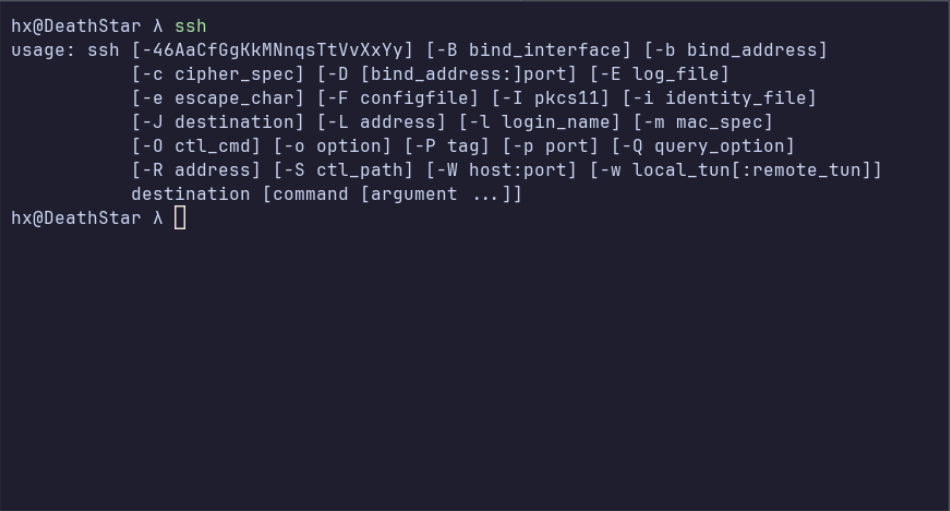 hx@DeathStar λ ssh
usage: ssh [-46AaCfGgKkMNnqsTtVvXxYy] [-B bind_interface] [-b bind_address]
           [-c cipher_spec] [-D [bind_address:]port] [-E log_file]
           [-e escape_char] [-F configfile] [-I pkcs11] [-i identity_file]
           [-J destination] [-L address] [-l login_name] [-m mac_spec]
           [-O ctl_cmd] [-o option] [-P tag] [-p port] [-Q query_option]
           [-R address] [-S ctl_path] [-W host:port] [-w local_tun[:remote_tun]]
           destination [command [argument ...]]
hx@DeathStar λ